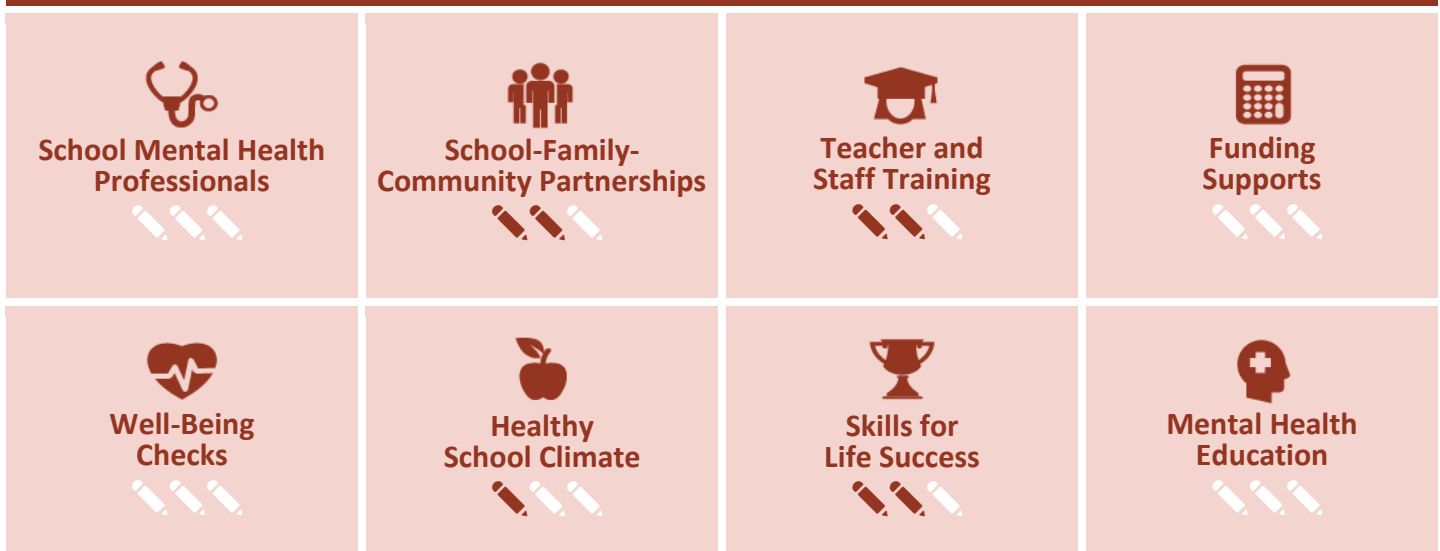 School Mental Health
Professionals
School-Family-
Community Partnerships
Teacher and
Staff Training
Funding
Supports
Well-Being
Checks
Healthy
School Climate
Skills for
Life Success
Mental Health
Education